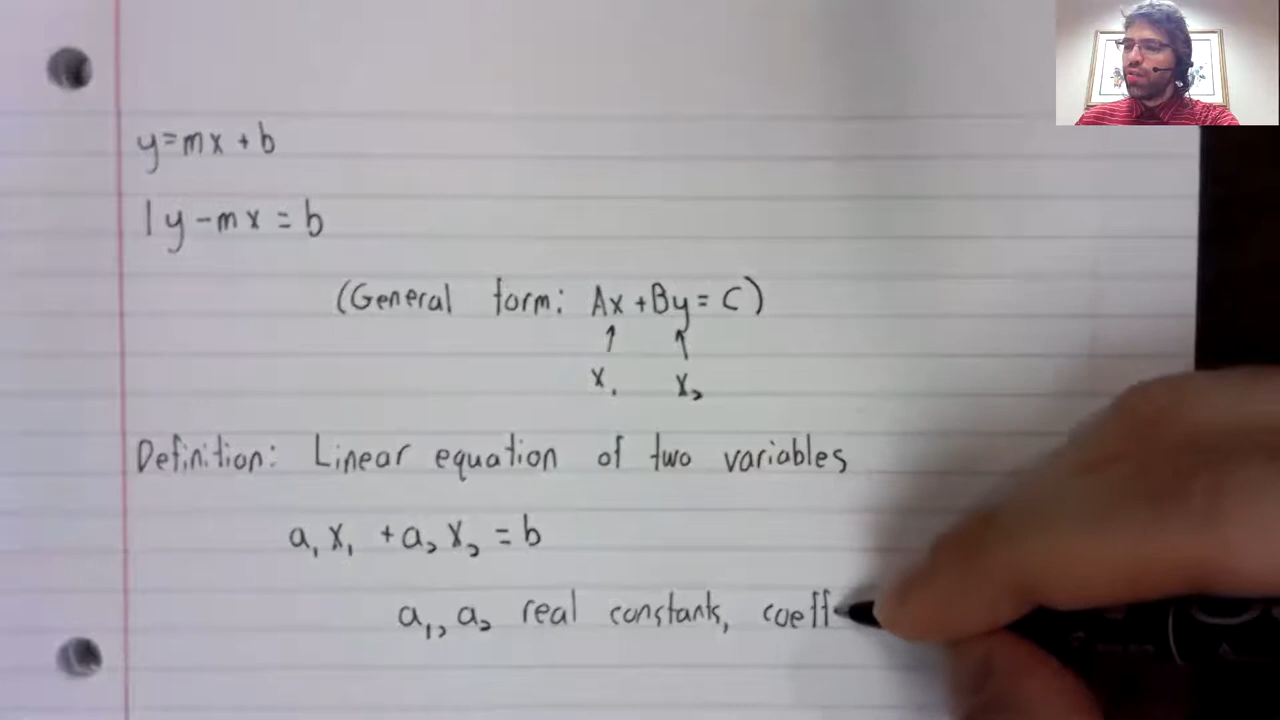 y=mx+b
1y-mx=b
(General form: Ax+By=C)
x₁ x₂
Definition: Linear equation of two variables
a₁x₁+a₂x₂=b
a₁, a₂ real constants, coeff